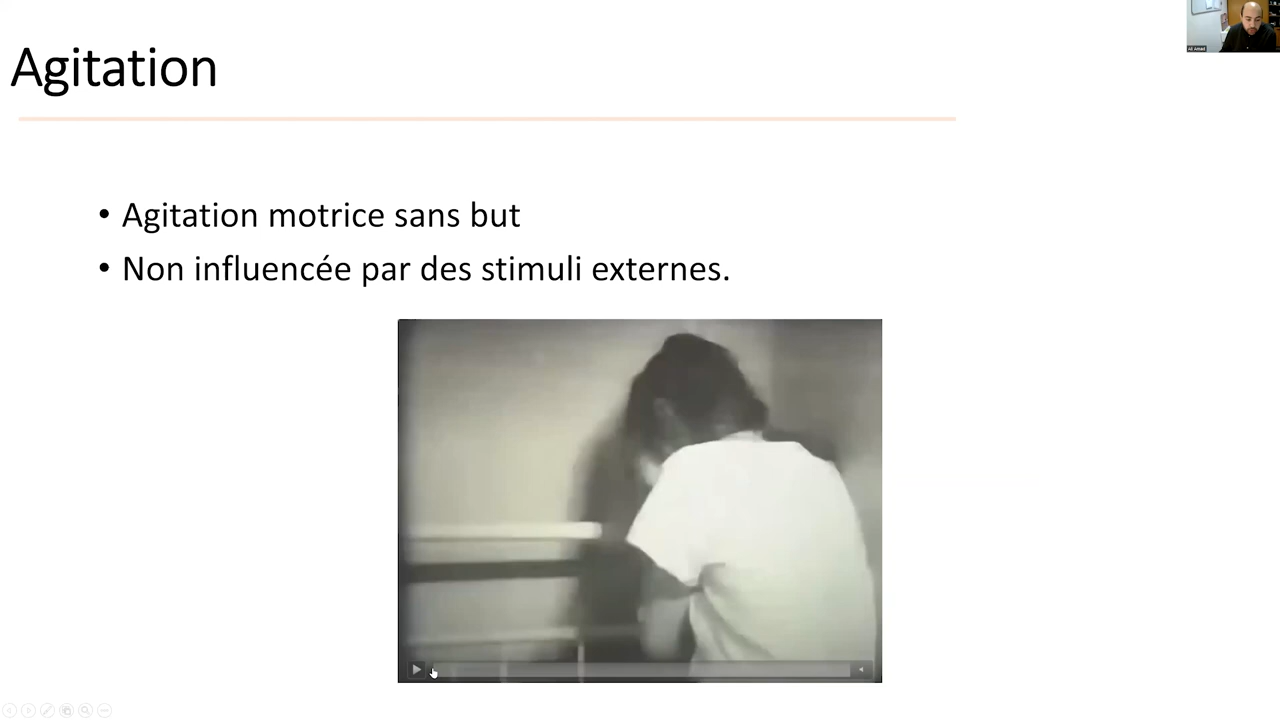 Agitation
• Agitation motrice sans but
• Non influencée par des stimuli externes.